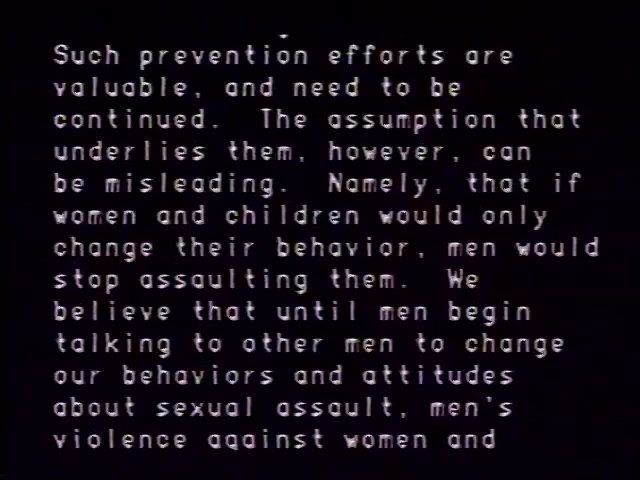 Such prevention efforts are
valuable, and need to be
continued.  The assumption that
underlies them, however, can
be misleading.  Namely, that if
women and children would only
change their behavior, men would
stop assaulting them.  We
believe that until men begin
talking to other men to change
our behaviors and attitudes
about sexual assault, men's
violence against women and